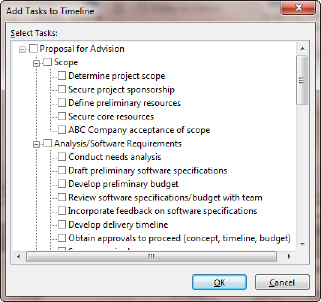 Add Tasks to Timeline
Select Tasks:
Proposal for Advision
Scope
Determine project scope
Secure project sponsorship
Define preliminary resources
Secure core resources
ABC Company acceptance of scope
Analysis/Software Requirements
Conduct needs analysis
Draft preliminary software specifications
Develop preliminary budget
Review software specifications/budget with team
Incorporate feedback on software specifications
Develop delivery timeline
Obtain approvals to proceed (concept, timeline, budget)
OK
Cancel